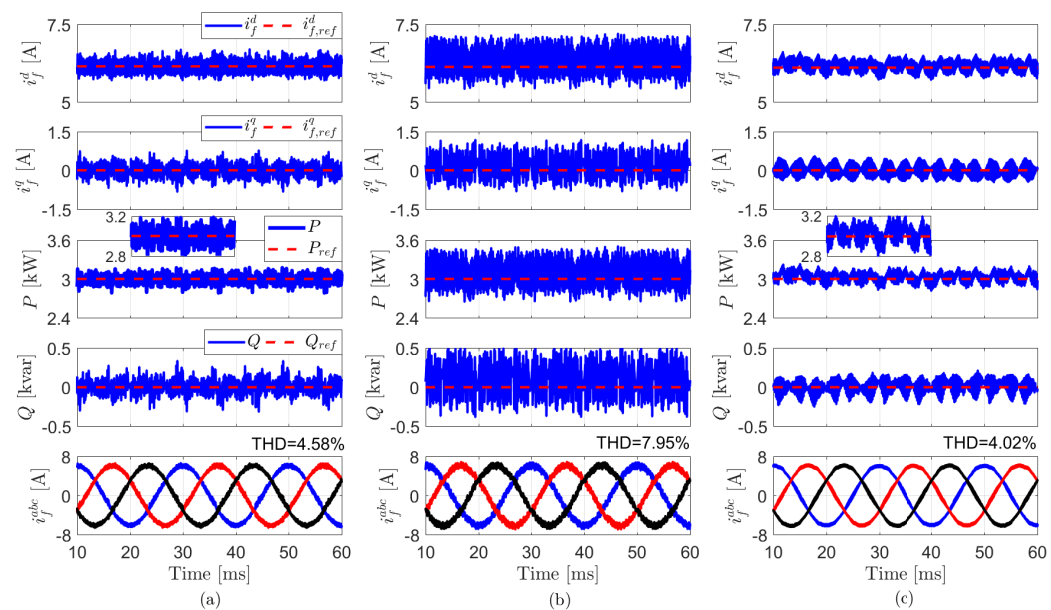 7.5
i_f^d [A]
5
i_f^d i_{f,ref}^d
1.5
i_f^q [A]
0
-1.5
i_f^q i_{f,ref}^q
3.6
P [kW]
3
2.4
3.2
2.8
P
P_{ref}
0.5
Q [kvar]
0
-0.5
Q Q_{ref}
THD=4.58%
8
i_f^{abc} [A]
0
-8
10 20 30 40 50 60
Time [ms]
(a)
7.5
i_f^d [A]
5
1.5
i_f^q [A]
0
-1.5
3.6
P [kW]
3
2.4
0.5
Q [kvar]
0
-0.5
THD=7.95%
8
i_f^{abc} [A]
0
-8
10 20 30 40 50 60
Time [ms]
(b)
7.5
i_f^d [A]
5
1.5
i_f^q [A]
0
-1.5
3.6
P [kW]
3
2.4
3.2
2.8
0.5
Q [kvar]
0
-0.5
THD=4.02%
8
i_f^{abc} [A]
0
-8
10 20 30 40 50 60
Time [ms]
(c)